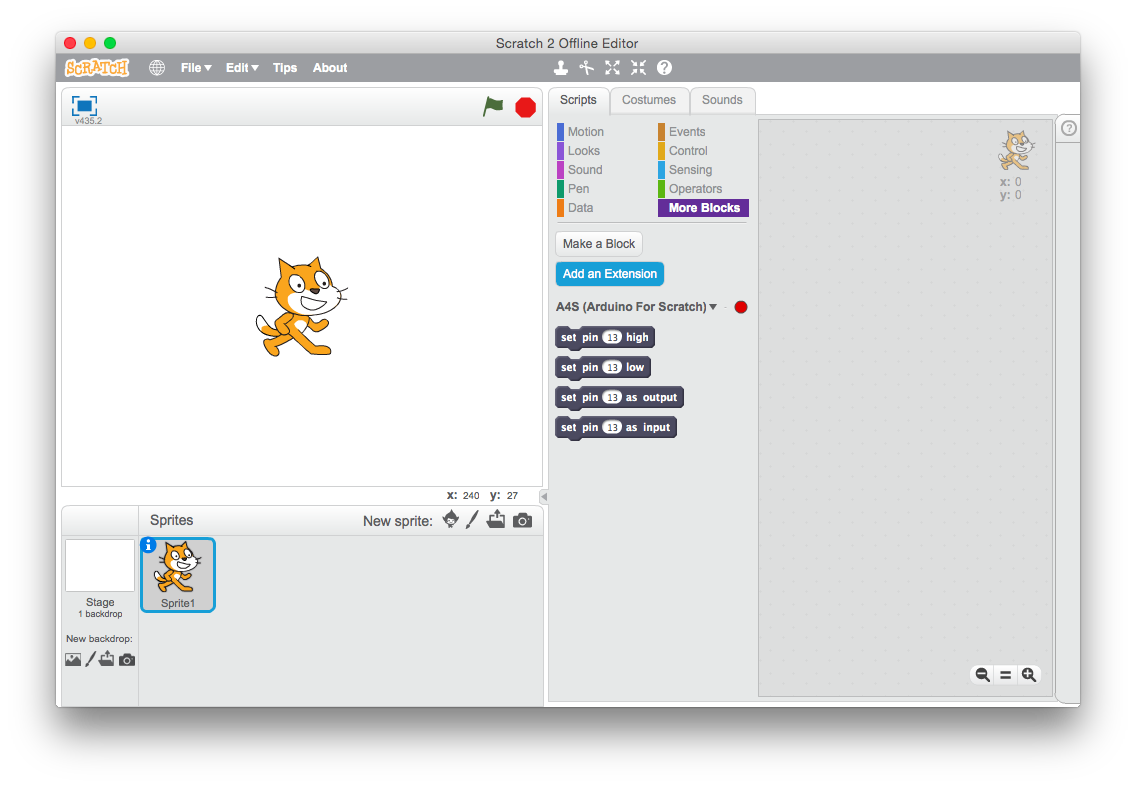 Scratch 2 Offline Editor
SCRATCH File Edit Tips About ?
v435.2
Scripts Costumes Sounds
Motion Events
Looks Control
Sound Sensing
Pen Operators
Data More Blocks
Make a Block
Add an Extension
A4S (Arduino For Scratch) -
set pin 13 high
set pin 13 low
set pin 13 as output
set pin 13 as input
x: 0
y: 0
?
x: 240 y: 27
Sprites New sprite:
i
Sprite1
Stage
1 backdrop
New backdrop:
=